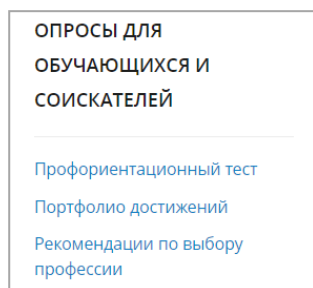 ОПРОСЫ ДЛЯ
ОБУЧАЮЩИХСЯ И
СОИСКАТЕЛЕЙ
Профориентационный тест
Портфолио достижений
Рекомендации по выбору
профессии